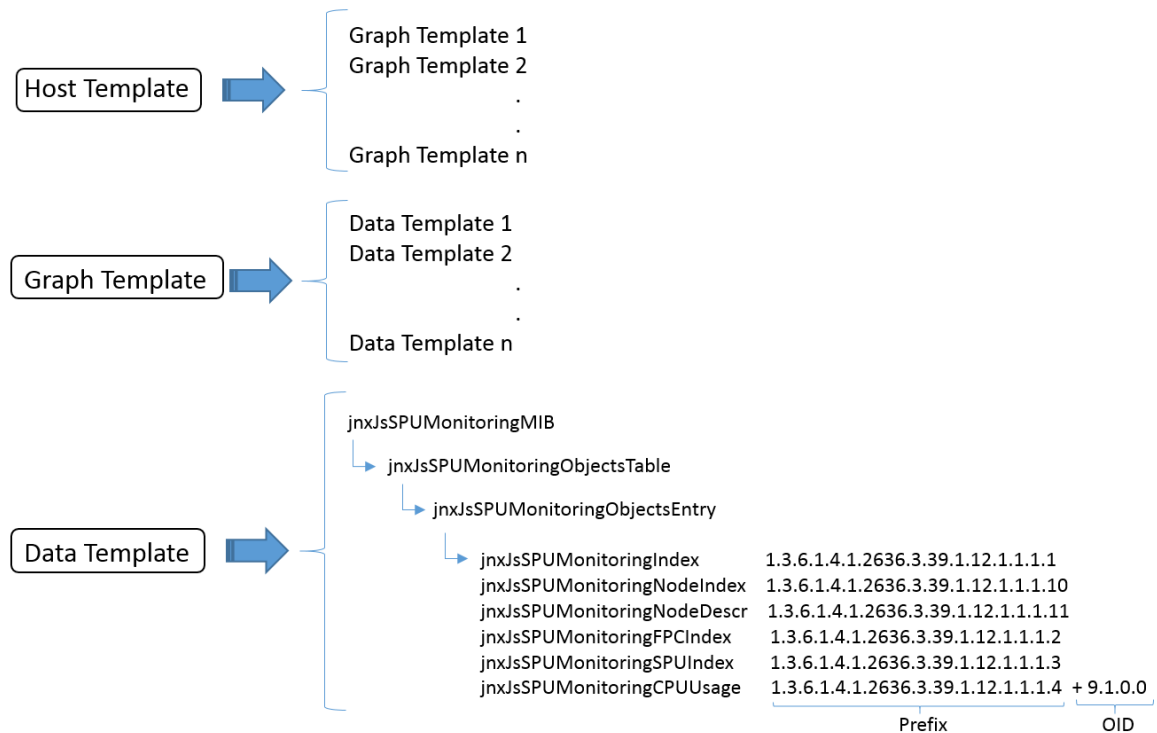 Host Template
Graph Template 1
Graph Template 2
.
.
Graph Template n
Graph Template
Data Template 1
Data Template 2
.
.
Data Template n
Data Template
jnxJsSPUMonitoringMIB
jnxJsSPUMonitoringObjectsTable
jnxJsSPUMonitoringObjectsEntry
jnxJsSPUMonitoringIndex 1.3.6.1.4.1.2636.3.39.1.12.1.1.1.1
jnxJsSPUMonitoringNodeIndex 1.3.6.1.4.1.2636.3.39.1.12.1.1.1.10
jnxJsSPUMonitoringNodeDescr 1.3.6.1.4.1.2636.3.39.1.12.1.1.1.11
jnxJsSPUMonitoringFPCIndex 1.3.6.1.4.1.2636.3.39.1.12.1.1.1.2
jnxJsSPUMonitoringSPUIndex 1.3.6.1.4.1.2636.3.39.1.12.1.1.1.3
jnxJsSPUMonitoringCPUUsage 1.3.6.1.4.1.2636.3.39.1.12.1.1.1.4 + 9.1.0.0
Prefix OID